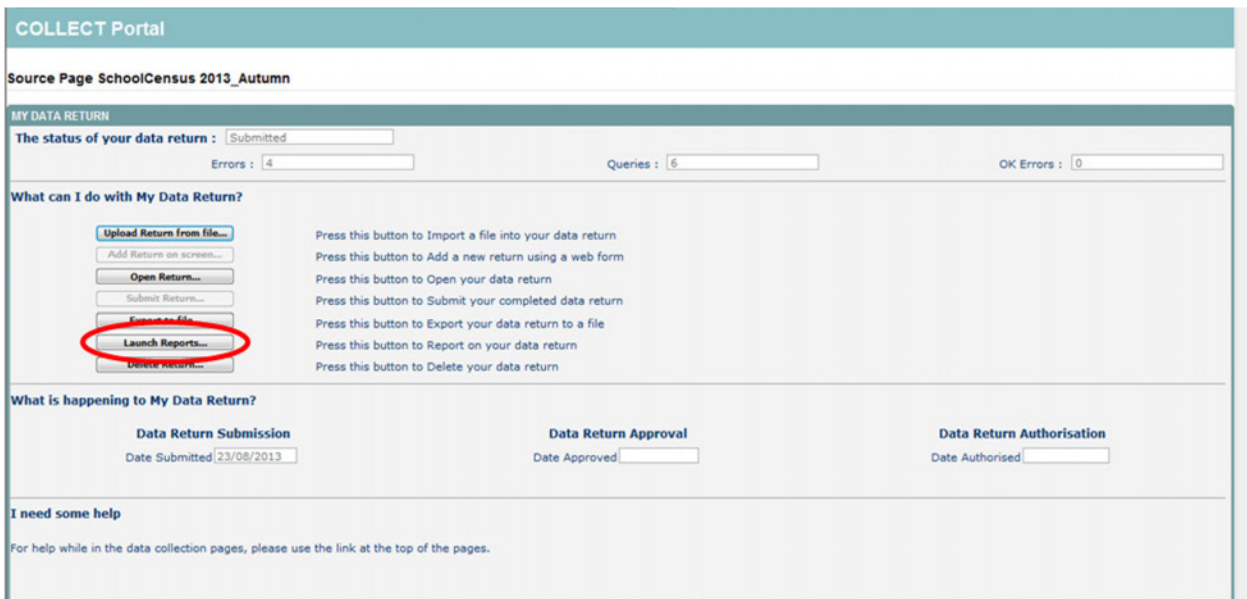 COLLECT Portal
Source Page SchoolCensus 2013_Autumn
MY DATA RETURN
The status of your data return : Submitted
Errors : 4 Queries : 6 OK Errors : 0
What can I do with My Data Return?
Upload Return from file... Press this button to Import a file into your data return
Add Return on screen... Press this button to Add a new return using a web form
Open Return... Press this button to Open your data return
Submit Return... Press this button to Submit your completed data return
Export to file... Press this button to Export your data return to a file
Launch Reports... Press this button to Report on your data return
Delete Return... Press this button to Delete your data return
What is happening to My Data Return?
Data Return Submission Data Return Approval Data Return Authorisation
Date Submitted 23/08/2013 Date Approved Date Authorised
I need some help
For help while in the data collection pages, please use the link at the top of the pages.